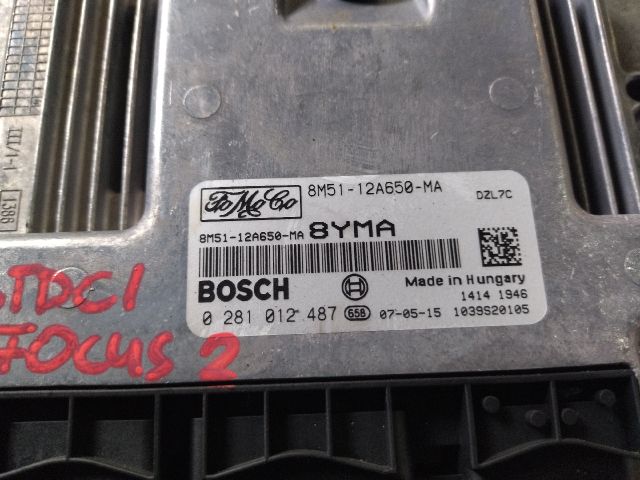 FoMoCo
8M51-12A650-MA
DZL7C
8M51-12A650-MA 8YMA
BOSCH
Made in Hungary
1414 1946
0 281 012 487 658 07-05-15 1039S20105
TDCI
FOCUS 2
1386